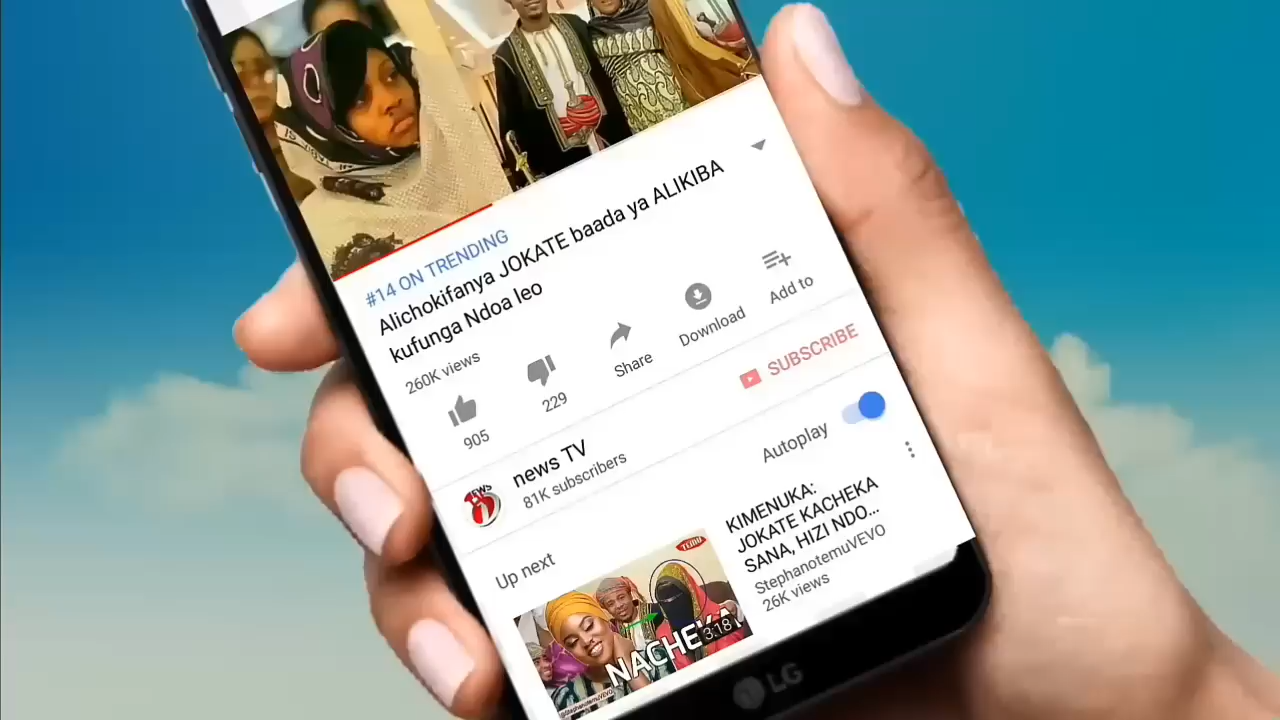 #14 ON TRENDING
Alichokifanya JOKATE baada ya ALIKIBA
kufunga Ndoa leo
260K views
905
229
Share
Download
Add to
NEWS
news TV
81K subscribers
SUBSCRIBE
Autoplay
Up next
KIMENUKA:
JOKATE KACHEKA
SANA, HIZI NDO...
StephanotemuVEVO
26K views
NACHEKA
3:18
@StephanotemuVEVO
LG